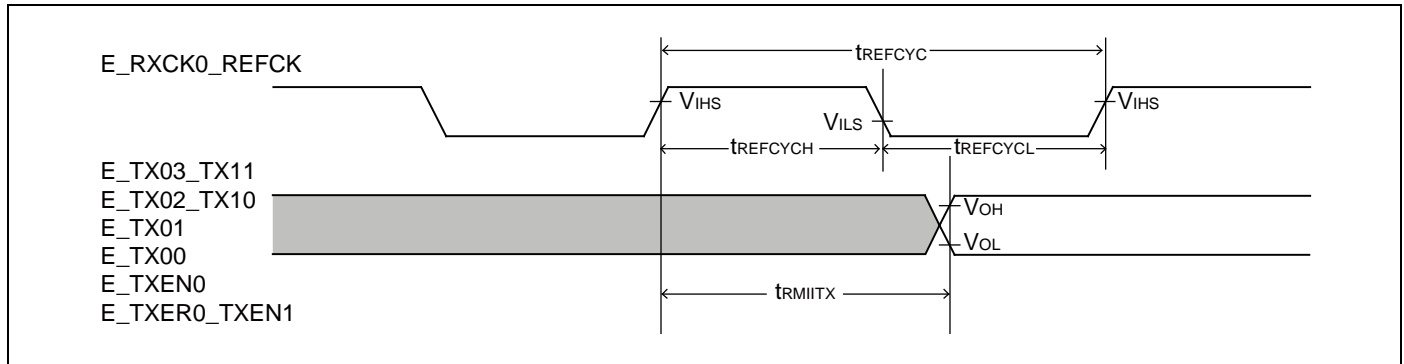 tREFCYC
E_RXCK0_REFCK
VIHS
VILS
VIHS
tREFCYCH
tREFCYCL
E_TX03_TX11
E_TX02_TX10
E_TX01
E_TX00
E_TXEN0
E_TXER0_TXEN1
VOH
VOL
tRMIITX